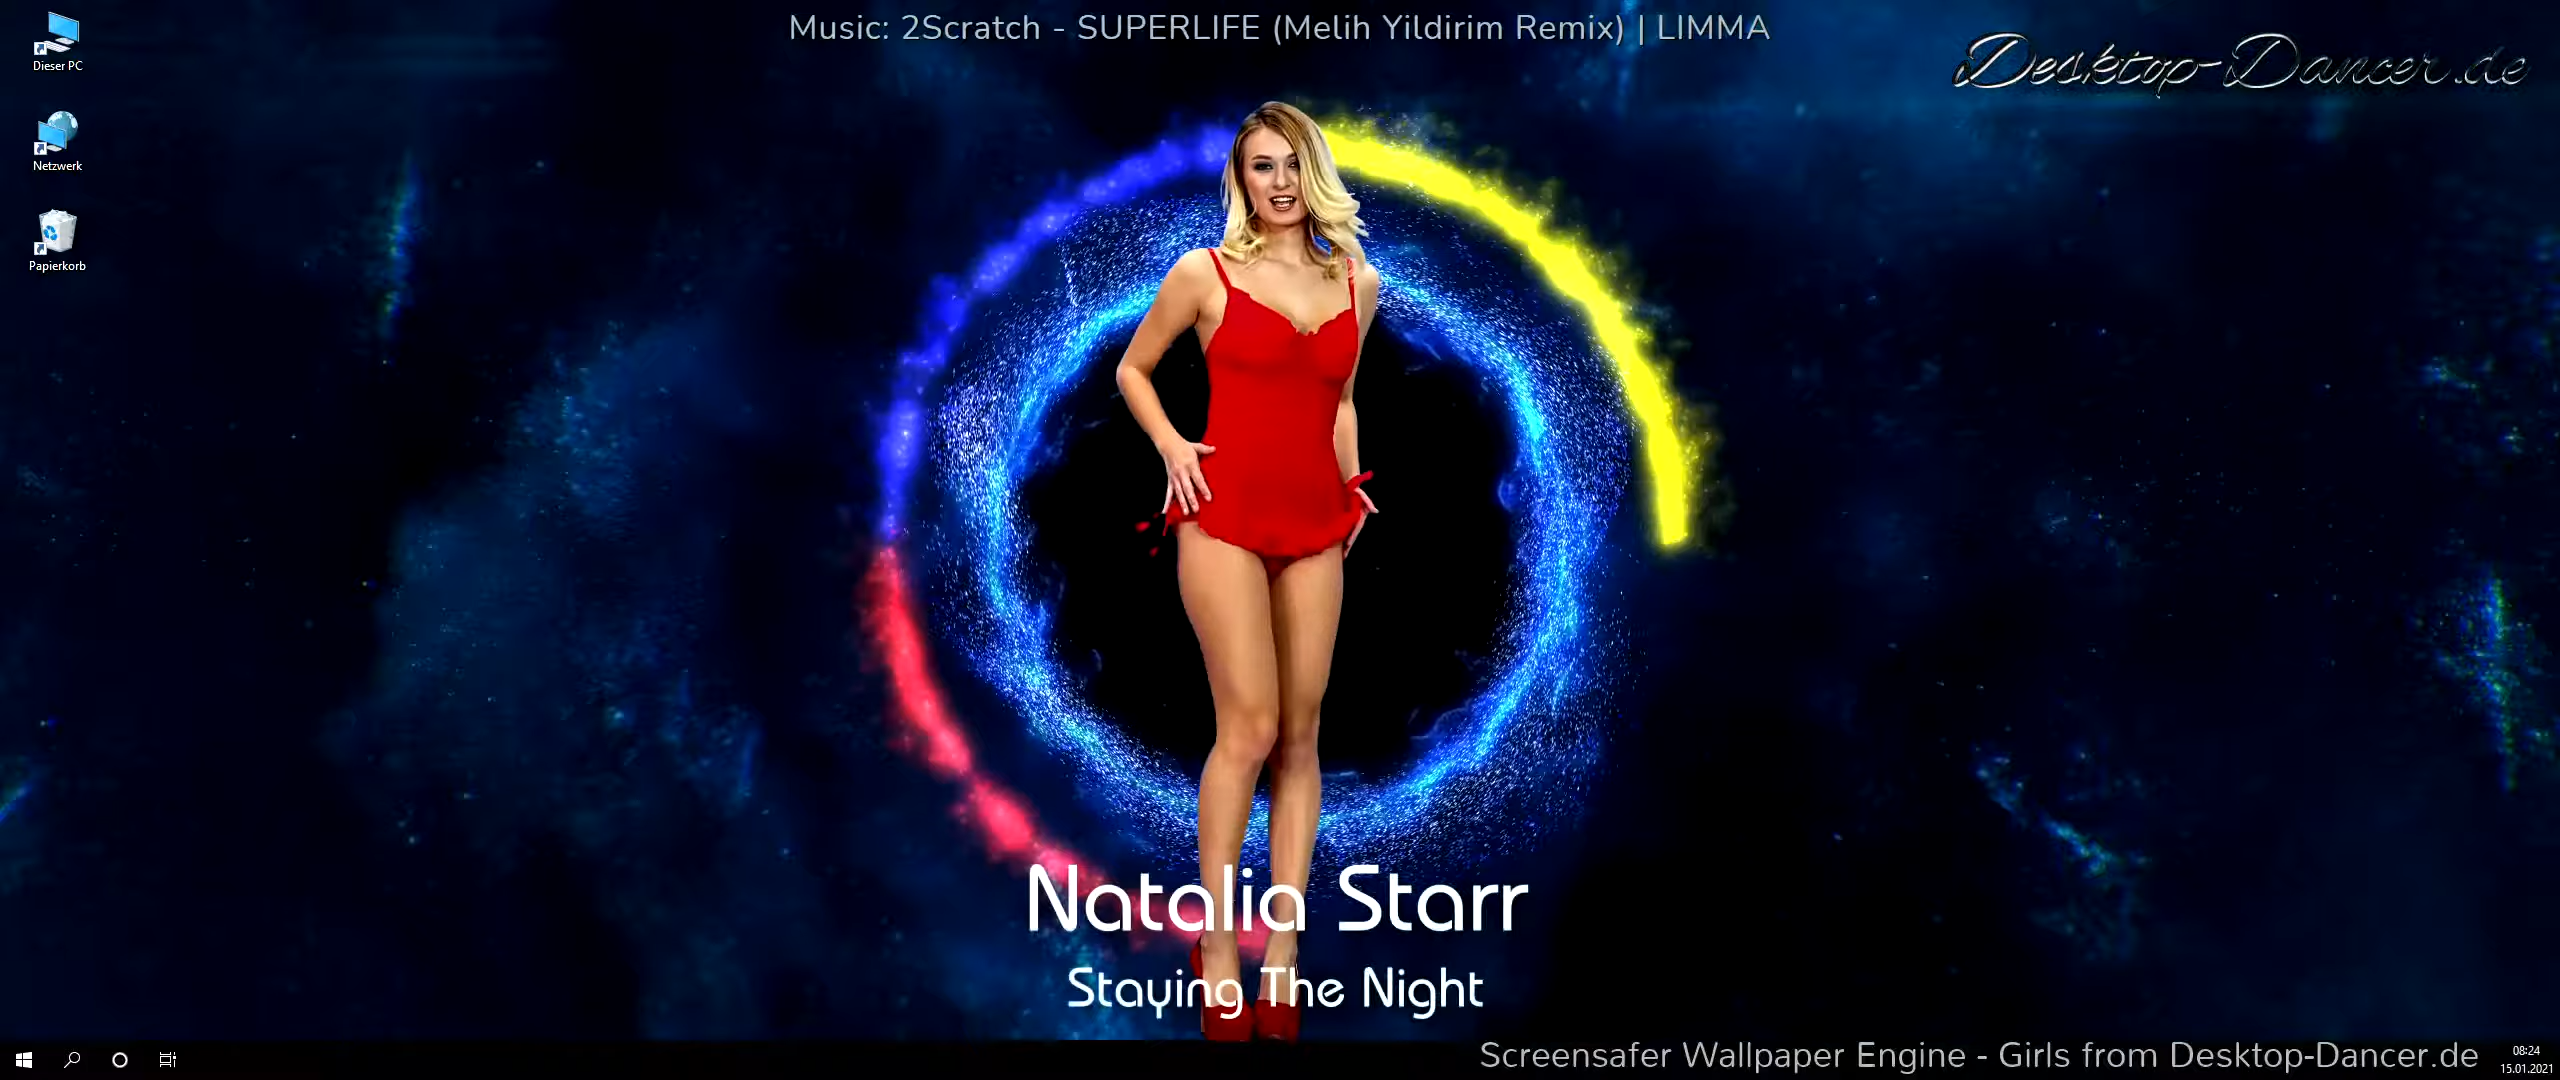 Music: 2Scratch - SUPERLIFE (Melih Yildirim Remix) | LIMMA
Desktop-Dancer.de
Dieser PC
Netzwerk
Papierkorb
Natalia Starr
Staying The Night
Screensafer Wallpaper Engine - Girls from Desktop-Dancer.de
08:24
15.01.2021